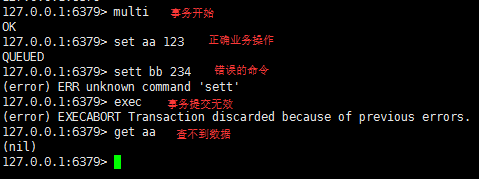 127.0.0.1:6379> multi 事务开始
OK
127.0.0.1:6379> set aa 123 正确业务操作
QUEUED
127.0.0.1:6379> sett bb 234 错误的命令
(error) ERR unknown command 'sett'
127.0.0.1:6379> exec 事务提交无效
(error) EXECABORT Transaction discarded because of previous errors.
127.0.0.1:6379> get aa 查不到数据
(nil)
127.0.0.1:6379>